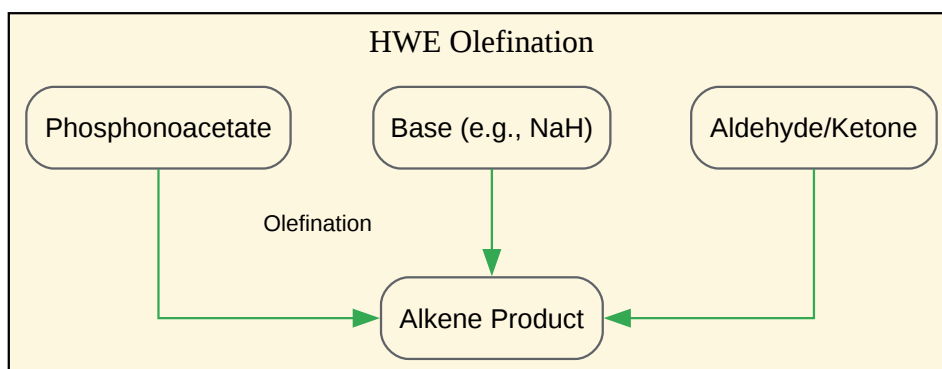 HWE Olefination
Phosphonoacetate
Base (e.g., NaH)
Aldehyde/Ketone
Olefination
Alkene Product